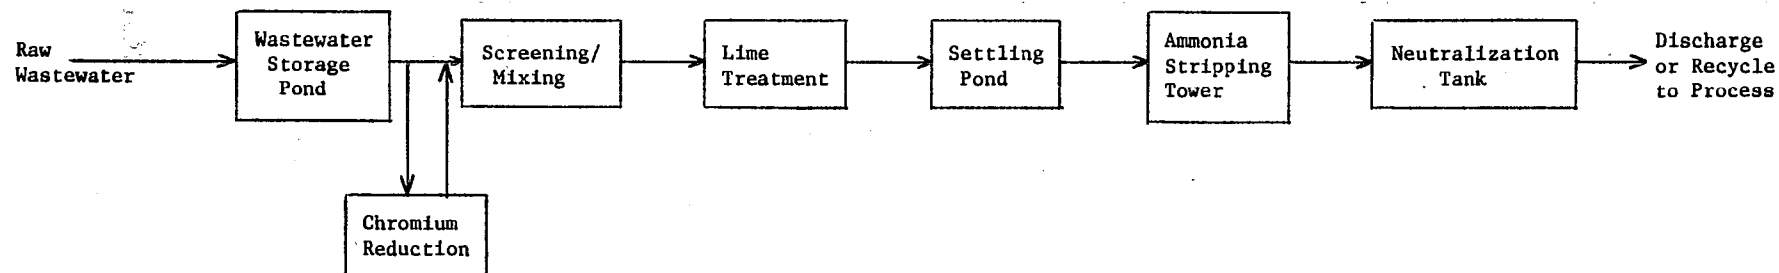 Raw
Wastewater
Wastewater
Storage
Pond
Screening/
Mixing
Lime
Treatment
Settling
Pond
Ammonia
Stripping
Tower
Neutralization
Tank
Discharge
or Recycle
to Process
Chromium
Reduction